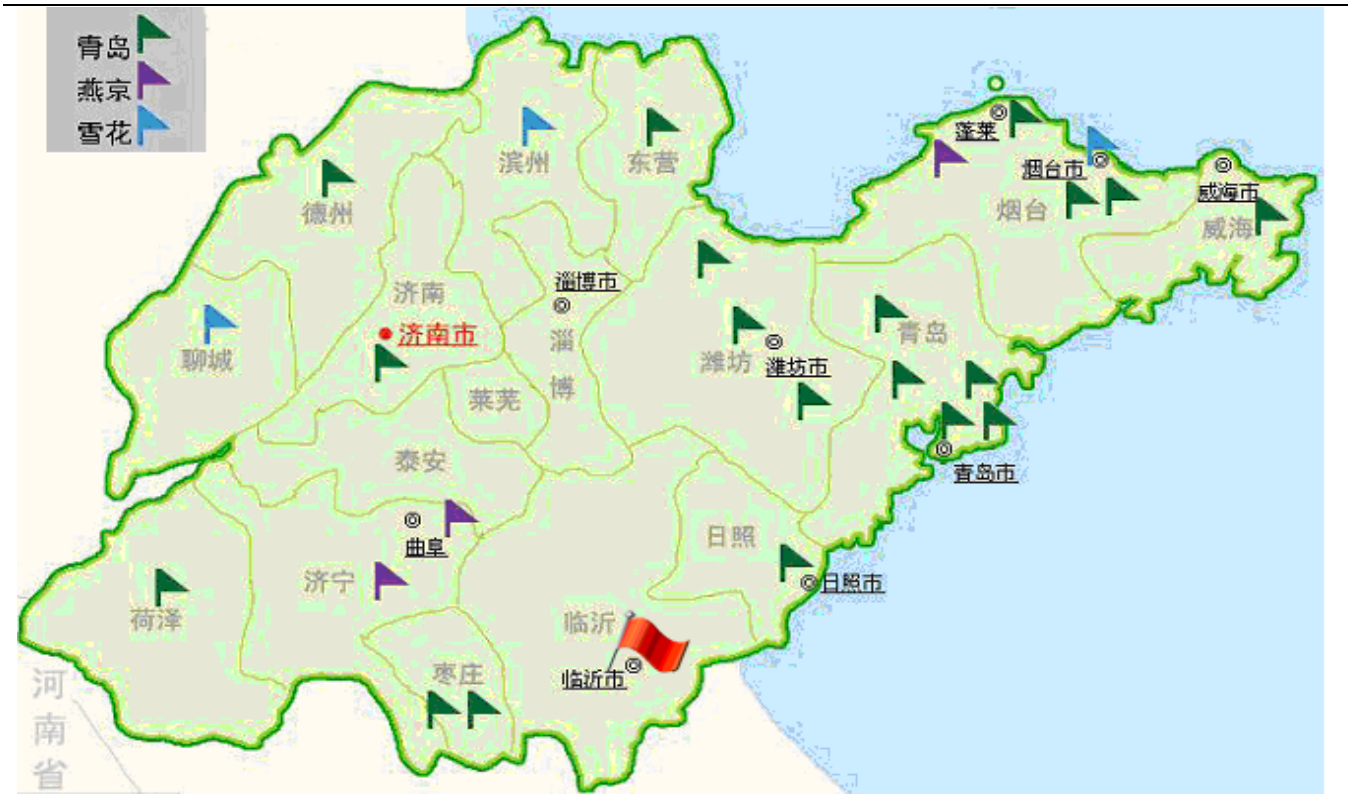 青岛
燕京
雪花
蓬莱
滨州
东营
烟台市
威海市
德州
烟台
威海
淄博市
济南
济南市
淄
博
青岛
聊城
潍坊
潍坊市
莱芜
泰安
青岛市
曲阜
日照
济宁
日照市
荷泽
临沂
临沂市
枣庄
河
南
省